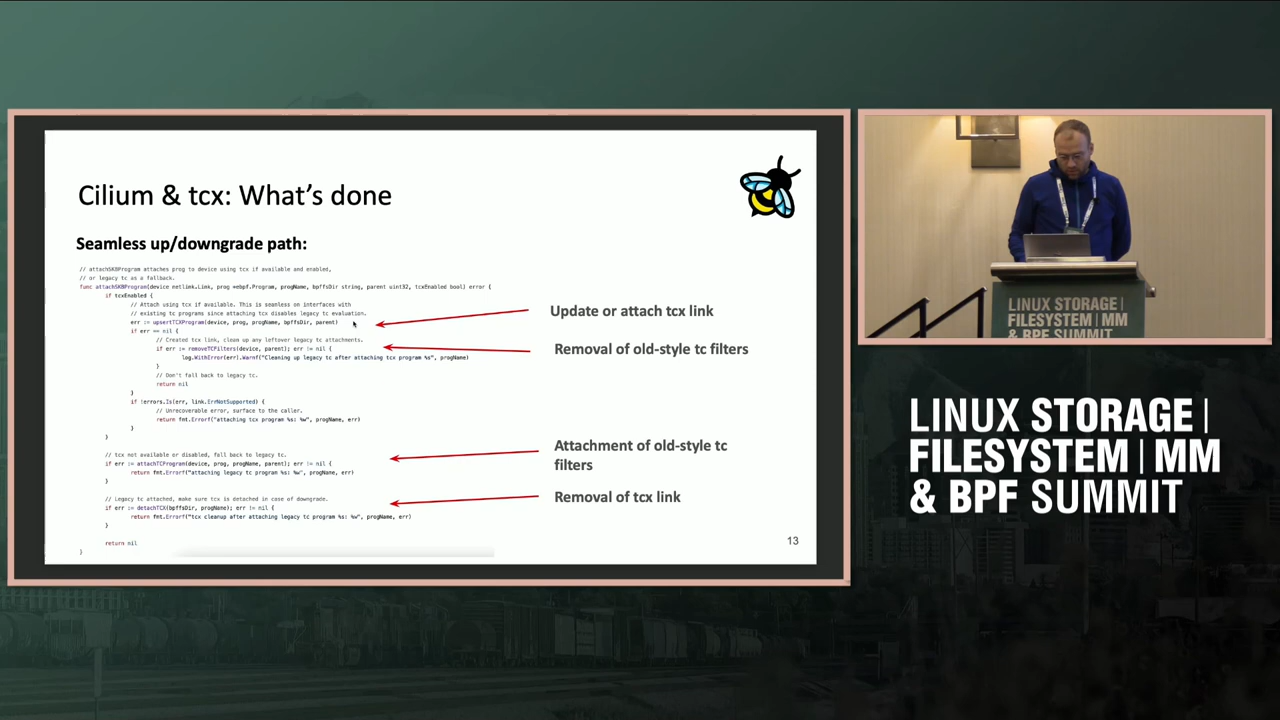 Cilium & tcx: What's done
Seamless up/downgrade path:
// attachSKBProgram attaches prog to device using tcx if available and enabled,
// or legacy tc as a fallback.
func attachSKBProgram(device netlink.Link, prog *ebpf.Program, progName, bpffsDir string, parent uint32, tcxEnabled bool) error {
if tcxEnabled {
// Attach using tcx if available. This is seamless on interfaces with
// existing tc programs since attaching tcx disables legacy tc evaluation.
err := upsertTCXProgram(device, prog, progName, bpffsDir, parent)
if err == nil {
// Created tcx link, clean up any leftover legacy tc attachments.
if err := removeTCFilters(device, parent); err != nil {
log.WithError(err).Warnf("Cleaning up legacy tc after attaching tcx program %s", progName)
}
// Don't fall back to legacy tc.
return nil
}
if !errors.Is(err, link.ErrNotSupported) {
// Unrecoverable error, surface to the caller.
return fmt.Errorf("attaching tcx program %s: %w", progName, err)
}
}
// tcx not available or disabled, fall back to legacy tc.
if err := attachTCProgram(device, prog, progName, parent); err != nil {
return fmt.Errorf("attaching legacy tc program %s: %w", progName, err)
}
// Legacy tc attached, make sure tcx is detached in case of downgrade.
if err := detachTCX(bpffsDir, progName); err != nil {
return fmt.Errorf("tcx cleanup after attaching legacy tc program %s: %w", progName, err)
}
return nil
}
Update or attach tcx link
Removal of old-style tc filters
Attachment of old-style tc
filters
Removal of tcx link
13
LINUX STORAGE |
FILESYSTEM | MM
& BPF SUMMIT
LINUX STORAGE |
FILESYSTEM | MM
& BPF SUMMIT